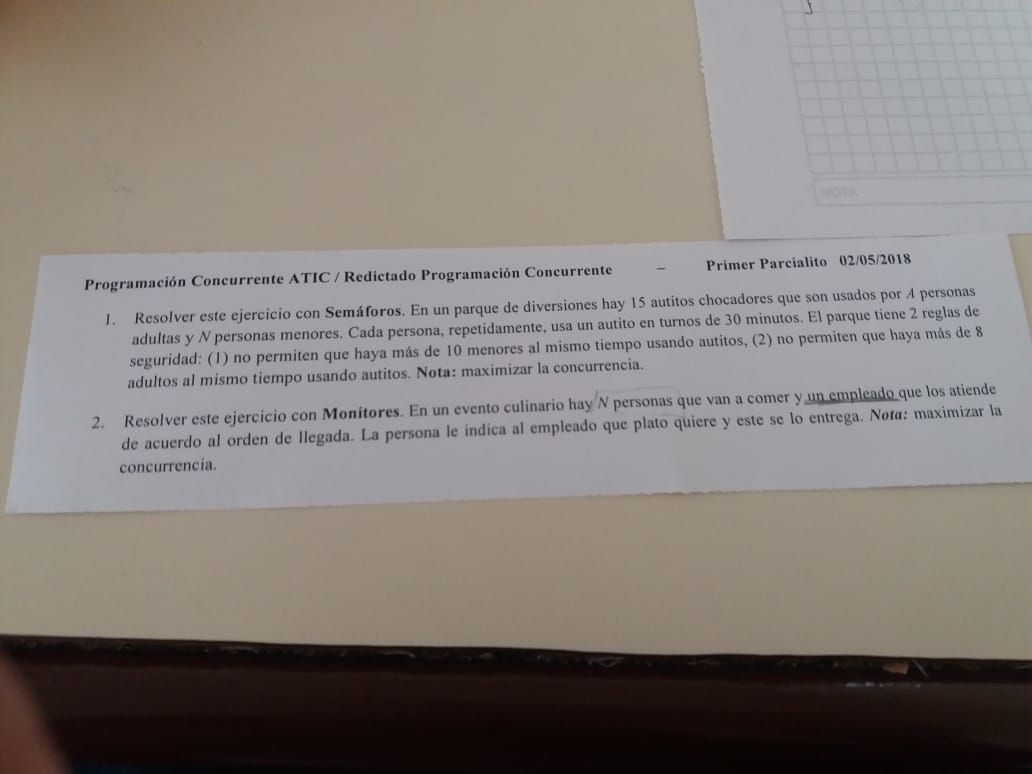 NOTA
Programación Concurrente ATIC / Redictado Programación Concurrente – Primer Parcialito 02/05/2018
1. Resolver este ejercicio con Semáforos. En un parque de diversiones hay 15 autitos chocadores que son usados por A personas
adultas y N personas menores. Cada persona, repetidamente, usa un autito en turnos de 30 minutos. El parque tiene 2 reglas de
seguridad: (1) no permiten que haya más de 10 menores al mismo tiempo usando autitos, (2) no permiten que haya más de 8
adultos al mismo tiempo usando autitos. Nota: maximizar la concurrencia.
2. Resolver este ejercicio con Monitores. En un evento culinario hay N personas que van a comer y un empleado que los atiende
de acuerdo al orden de llegada. La persona le indica al empleado que plato quiere y este se lo entrega. Nota: maximizar la
concurrencia.